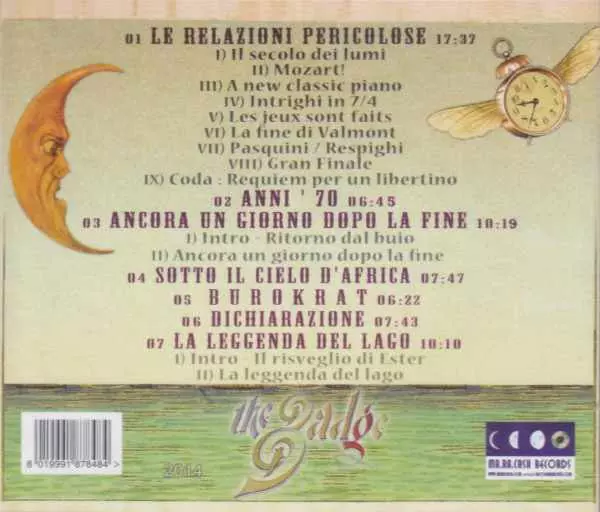 01 LE RELAZIONI PERICOLOSE 17:37
I) Il secolo dei lumi
II) Mozart!
III) A new classic piano
IV) Intrighi in 7/4
V) Les jeux sont faits
VI) La fine di Valmont
VII) Pasquini / Respighi
VIII) Gran Finale
IX) Coda : Requiem per un libertino
02 ANNI ' 70 06:45
03 ANCORA UN GIORNO DOPO LA FINE 10:19
I) Intro - Ritorno dal buio
II) Ancora un giorno dopo la fine
04 SOTTO IL CIELO D'AFRICA 07:47
05 BUROKRAT 06:22
06 DICHIARAZIONE 07:43
07 LA LEGGENDA DEL LAGO 10:10
I) Intro - Il risveglio di Ester
II) La leggenda del lago
the Badge
2014
8 019991 878484 >
MA.RA.CASH RECORDS